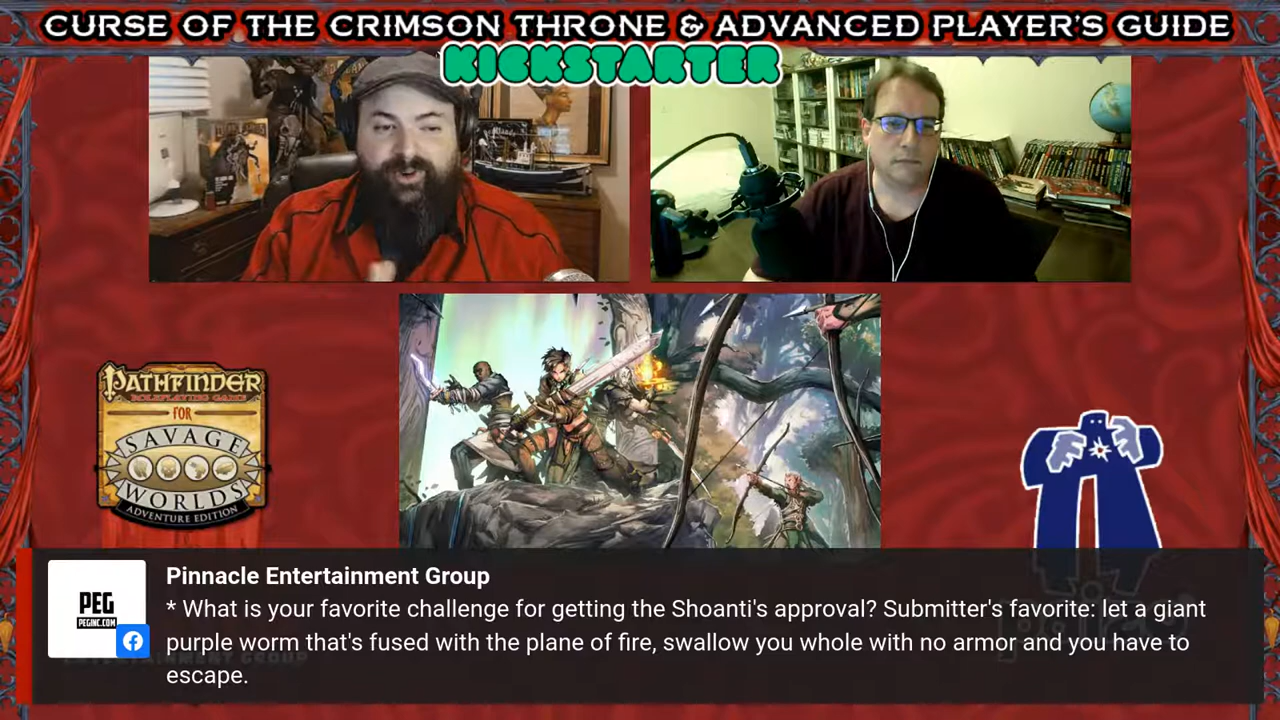 CURSE OF THE CRIMSON THRONE & ADVANCED PLAYER'S GUIDE
KICKSTARTER
PATHFINDER
ROLEPLAYING GAME
FOR
SAVAGE
WORLDS
ADVENTURE EDITION
PEG
PEGINC.COM
Pinnacle Entertainment Group
* What is your favorite challenge for getting the Shoanti's approval? Submitter's favorite: let a giant
purple worm that's fused with the plane of fire, swallow you whole with no armor and you have to
escape.